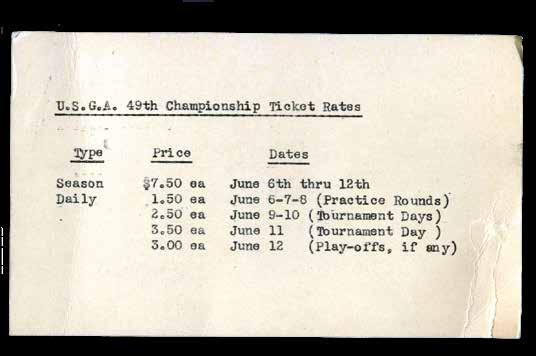 U.S.G.A. 49th Championship Ticket Rates
Type Price Dates
Season $7.50 ea June 6th thru 12th
Daily 1.50 ea June 6-7-8 (Practice Rounds)
2.50 ea June 9-10 (Tournament Days)
3.50 ea June 11 (Tournament Day )
3.00 ea June 12 (Play-offs, if any)